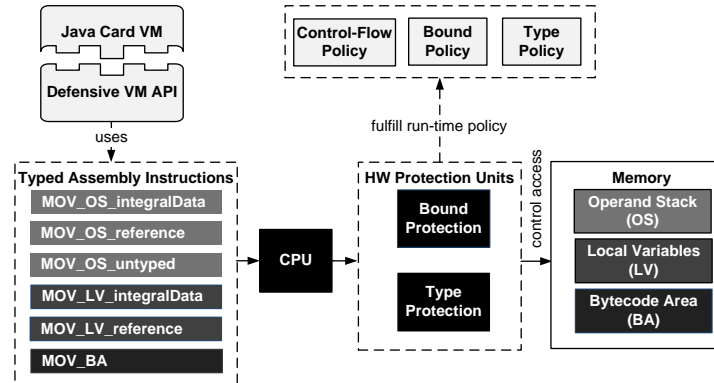 Java Card VM
Defensive VM API
Control-Flow
Policy
Bound
Policy
Type
Policy
uses
fulfill run-time policy
Typed Assembly Instructions
MOV_OS_integralData
MOV_OS_reference
MOV_OS_untyped
MOV_LV_integralData
MOV_LV_reference
MOV_BA
CPU
HW Protection Units
Bound
Protection
Type
Protection
control access
Memory
Operand Stack
(OS)
Local Variables
(LV)
Bytecode Area
(BA)